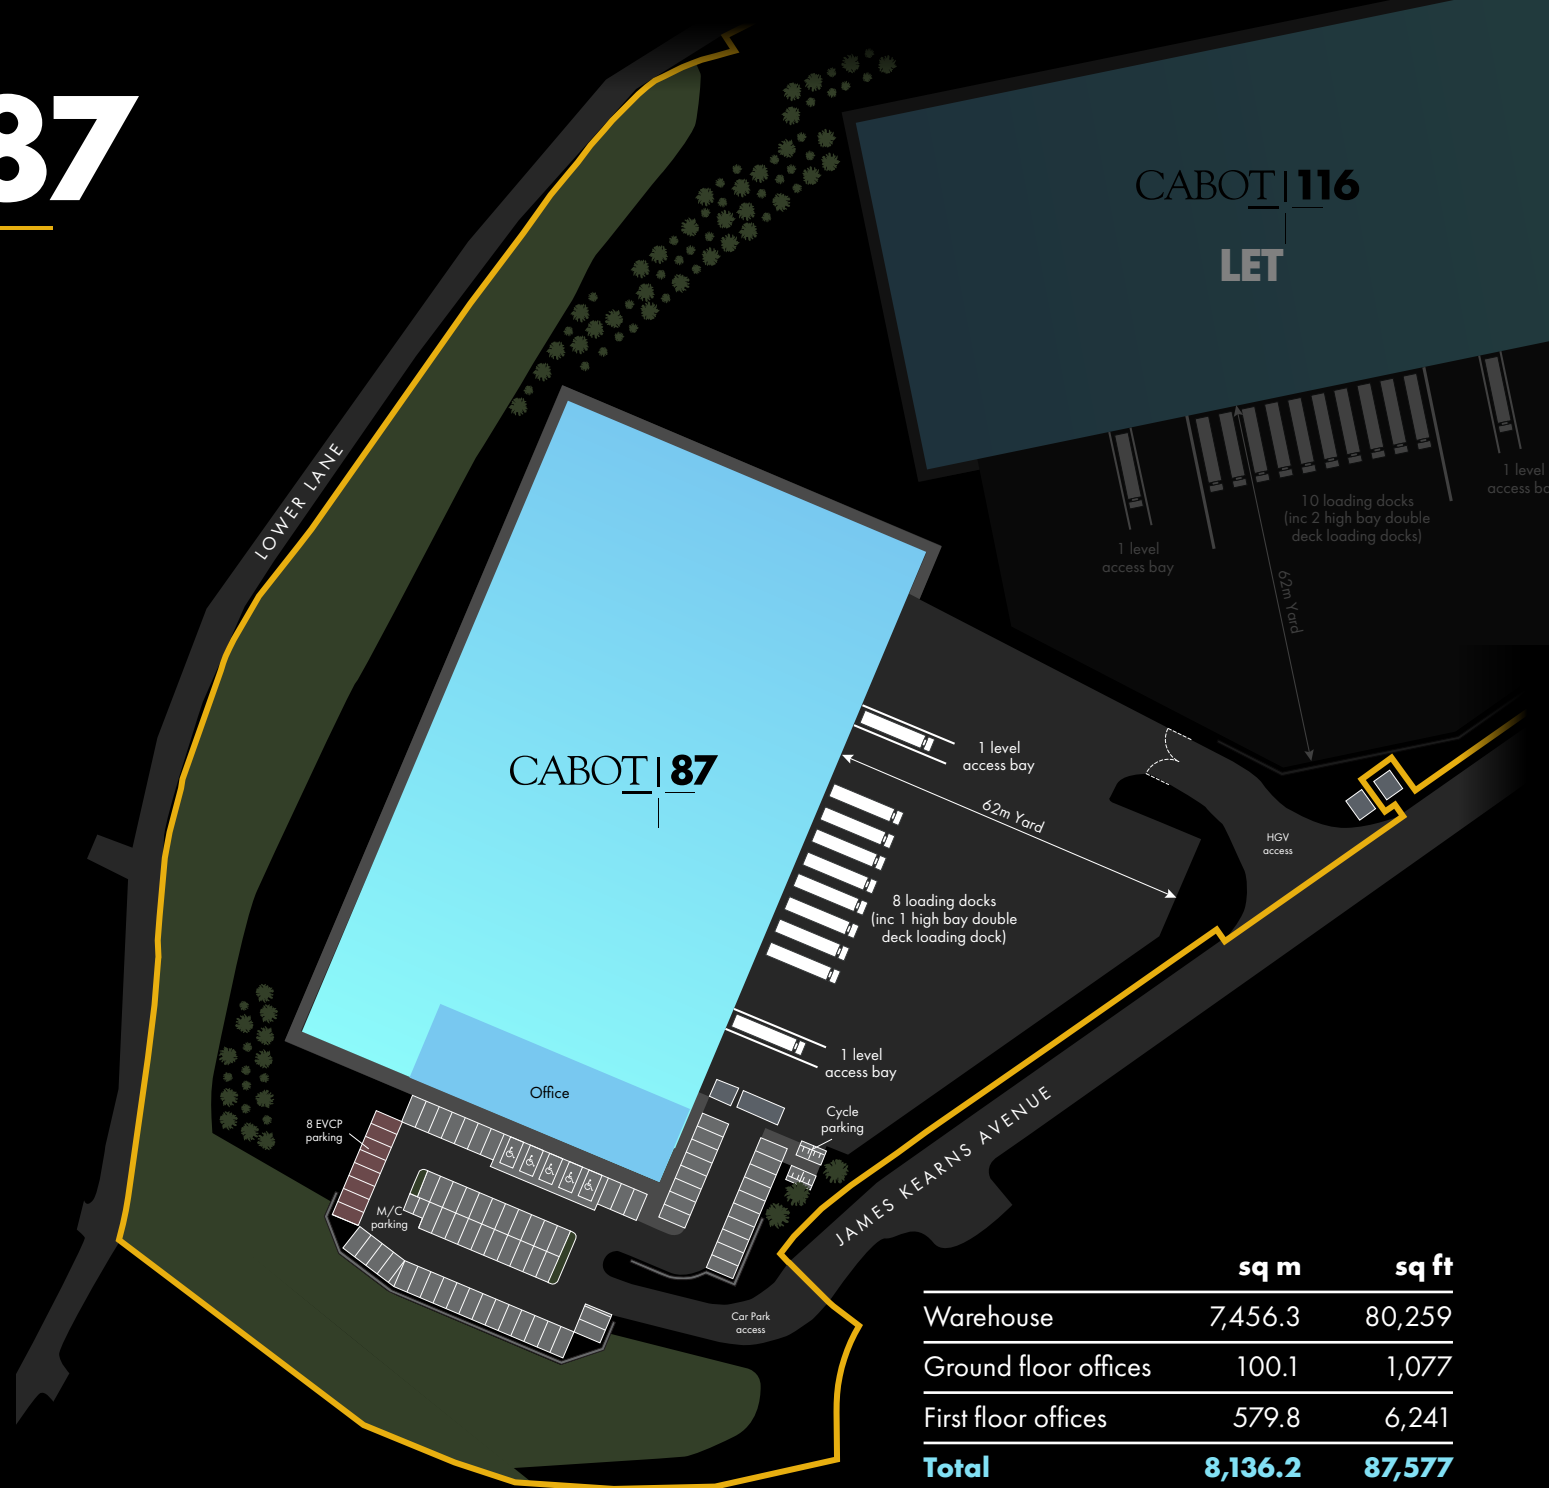 87
CABOT|116
LET
1 level
access bay
10 loading docks
(inc 2 high bay double
deck loading docks)
1 level
access
62m Yard
LOWER LANE
CABOT|87
1 level
access bay
62m Yard
HGV
access
8 loading docks
(inc 1 high bay double
deck loading dock)
1 level
access bay
Office
8 EVCP
parking
Cycle
parking
M/C
parking
JAMES KEARNS AVENUE
Car Park
access
sq m sq ft
Warehouse 7,456.3 80,259
Ground floor offices 100.1 1,077
First floor offices 579.8 6,241
Total 8,136.2 87,577